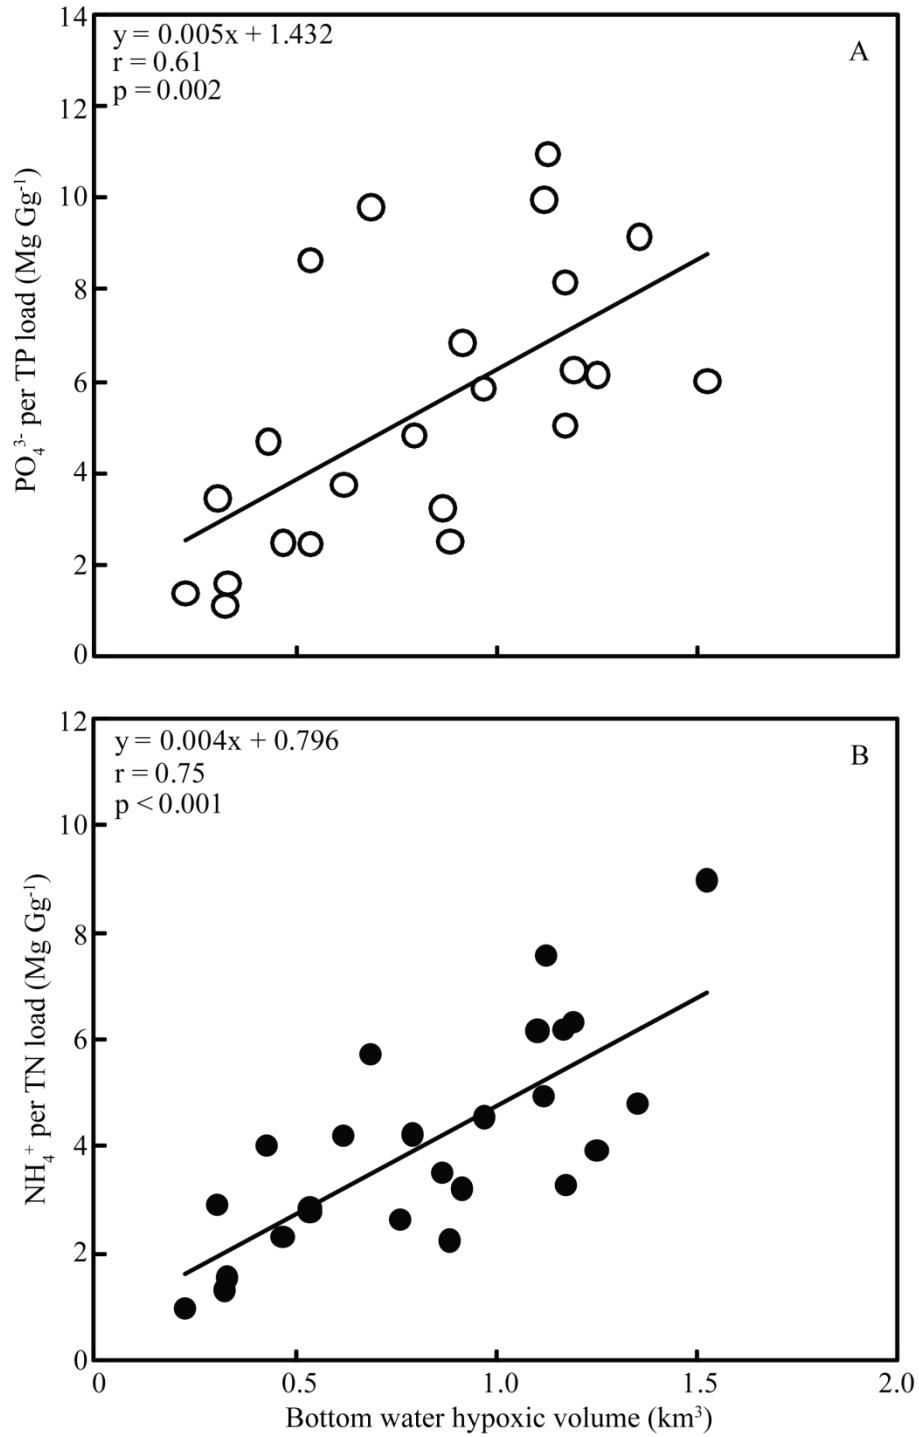 14
y = 0.005x + 1.432
r = 0.61
p = 0.002
A
12
10
8
6
4
2
0
PO₄³⁻ per TP load (Mg Gg⁻¹)
12
y = 0.004x + 0.796
r = 0.75
p < 0.001
B
10
8
6
4
2
0
NH₄⁺ per TN load (Mg Gg⁻¹)
0 0.5 1.0 1.5 2.0
Bottom water hypoxic volume (km³)